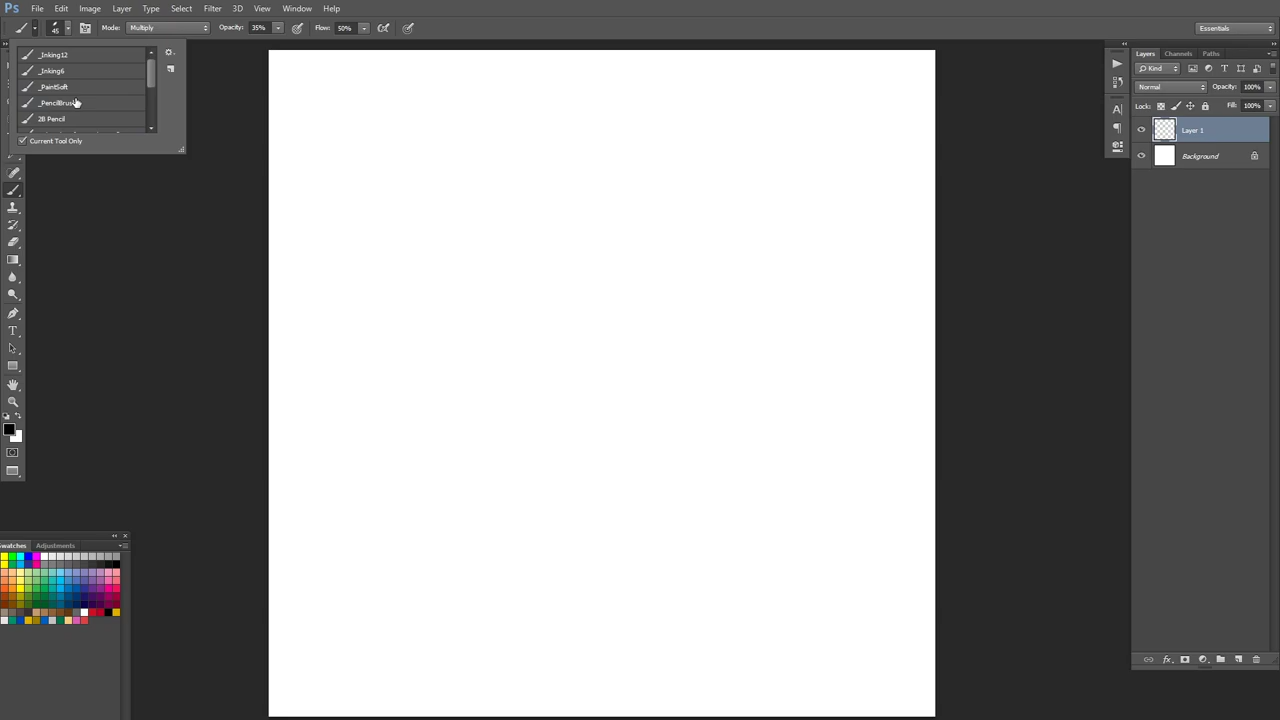 Ps File Edit Image Layer Type Select Filter 3D View Window Help
45 Mode: Multiply Opacity: 35% Flow: 50% Essentials
_Inking12
_Inking6
_PaintSoft
_PencilBrush
2B Pencil
Current Tool Only
Layers Channels Paths
Kind
Normal Opacity: 100%
Lock: Fill: 100%
Layer 1
Background
Swatches Adjustments